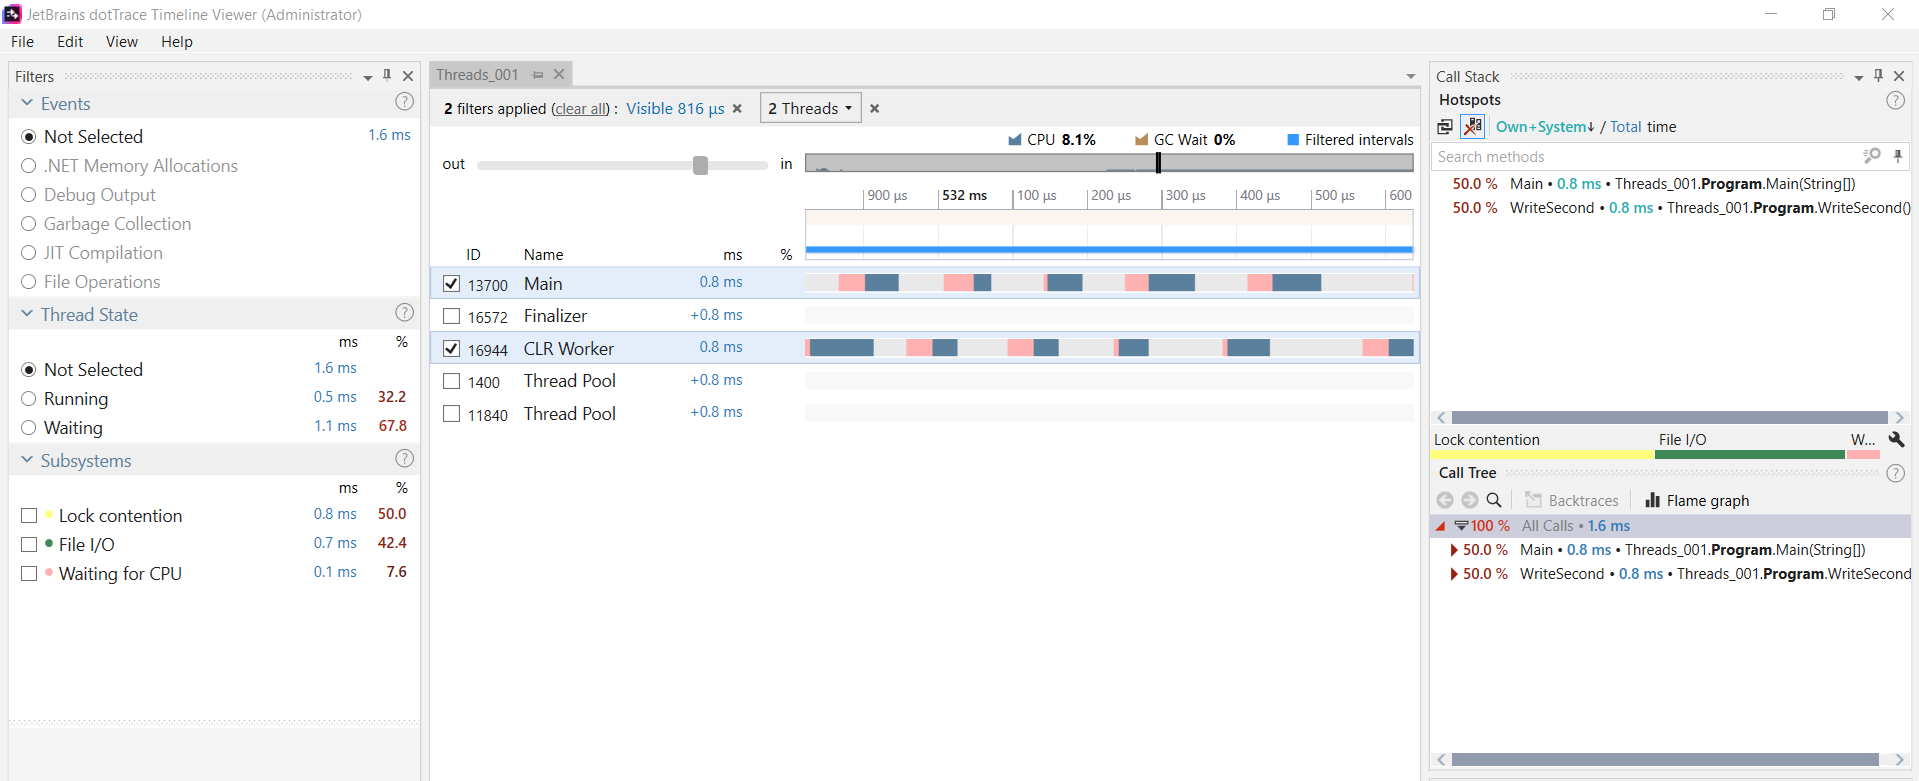 JetBrains dotTrace Timeline Viewer (Administrator)
File Edit View Help
Filters
Events ?
Not Selected 1.6 ms
.NET Memory Allocations
Debug Output
Garbage Collection
JIT Compilation
File Operations
Thread State ?
ms %
Not Selected 1.6 ms
Running 0.5 ms 32.2
Waiting 1.1 ms 67.8
Subsystems ?
ms %
Lock contention 0.8 ms 50.0
File I/O 0.7 ms 42.4
Waiting for CPU 0.1 ms 7.6
Threads_001
2 filters applied (clear all) : Visible 816 µs 2 Threads
CPU 8.1% GC Wait 0% Filtered intervals
out in
900 µs 532 ms 100 µs 200 µs 300 µs 400 µs 500 µs 600
ID Name ms %
13700 Main 0.8 ms
16572 Finalizer +0.8 ms
16944 CLR Worker 0.8 ms
1400 Thread Pool +0.8 ms
11840 Thread Pool +0.8 ms
Call Stack
Hotspots ?
Own+System↓ / Total time
Search methods
50.0 % Main • 0.8 ms • Threads_001.Program.Main(String[])
50.0 % WriteSecond • 0.8 ms • Threads_001.Program.WriteSecond()
Lock contention File I/O W...
Call Tree ?
Backtraces Flame graph
100 % All Calls • 1.6 ms
50.0 % Main • 0.8 ms • Threads_001.Program.Main(String[])
50.0 % WriteSecond • 0.8 ms • Threads_001.Program.WriteSecond